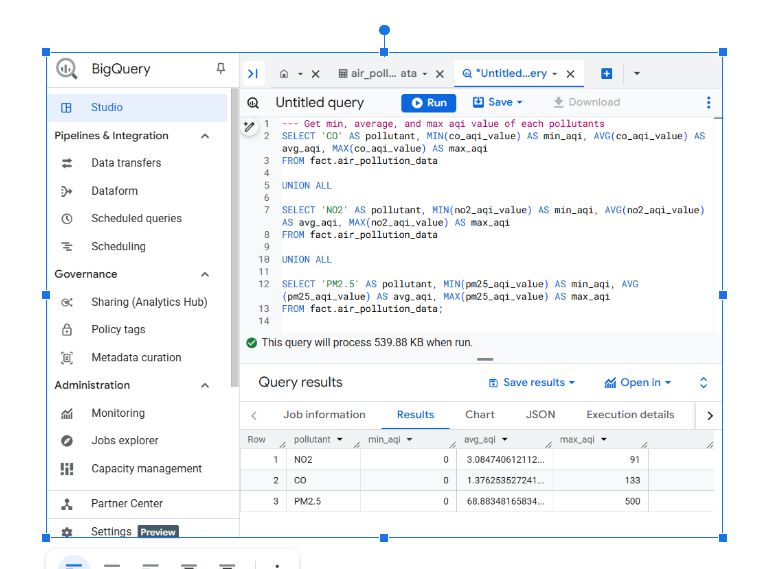 BigQuery
air_poll... ata
*Untitled...ery
Studio
Untitled query
Run
Save
Download
Pipelines & Integration
Data transfers
Dataform
Scheduled queries
Scheduling
Governance
Sharing (Analytics Hub)
Policy tags
Metadata curation
Administration
Monitoring
Jobs explorer
Capacity management
Partner Center
Settings Preview
1 --- Get min, average, and max aqi value of each pollutants
2 SELECT 'CO' AS pollutant, MIN(co_aqi_value) AS min_aqi, AVG(co_aqi_value) AS
avg_aqi, MAX(co_aqi_value) AS max_aqi
3 FROM fact.air_pollution_data
4
5 UNION ALL
6
7 SELECT 'NO2' AS pollutant, MIN(no2_aqi_value) AS min_aqi, AVG(no2_aqi_value)
AS avg_aqi, MAX(no2_aqi_value) AS max_aqi
8 FROM fact.air_pollution_data
9
10 UNION ALL
11
12 SELECT 'PM2.5' AS pollutant, MIN(pm25_aqi_value) AS min_aqi, AVG
(pm25_aqi_value) AS avg_aqi, MAX(pm25_aqi_value) AS max_aqi
13 FROM fact.air_pollution_data;
14
This query will process 539.88 KB when run.
Query results
Save results
Open in
Job information Results Chart JSON Execution details
Row pollutant min_aqi avg_aqi max_aqi
1 NO2 0 3.084740612112... 91
2 CO 0 1.376253527241... 133
3 PM2.5 0 68.88348165834... 500